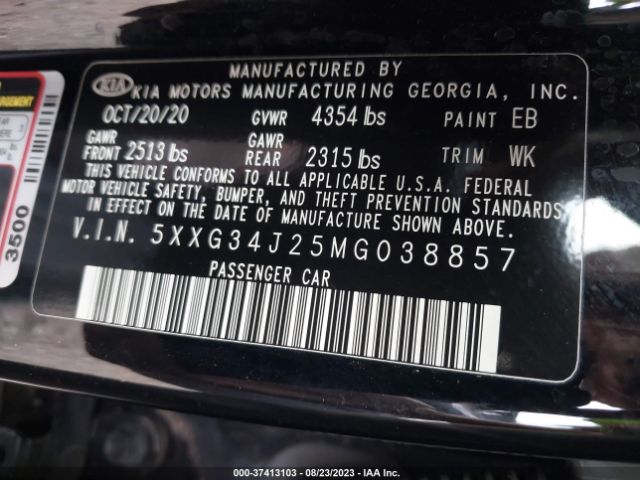 MANUFACTURED BY
KIA KIA MOTORS MANUFACTURING GEORGIA, INC.
OCT/20/20 GVWR 4354 lbs PAINT EB
GAWR FRONT 2513 lbs GAWR REAR 2315 lbs TRIM WK
THIS VEHICLE CONFORMS TO ALL APPLICABLE U.S.A. FEDERAL
MOTOR VEHICLE SAFETY, BUMPER, AND THEFT PREVENTION STANDARDS
IN EFFECT ON THE DATE OF MANUFACTURE SHOWN ABOVE.
V.I.N. 5XXG34J25MG038857
PASSENGER CAR
3500
000-37413103 - 08/23/2023 - IAA Inc.